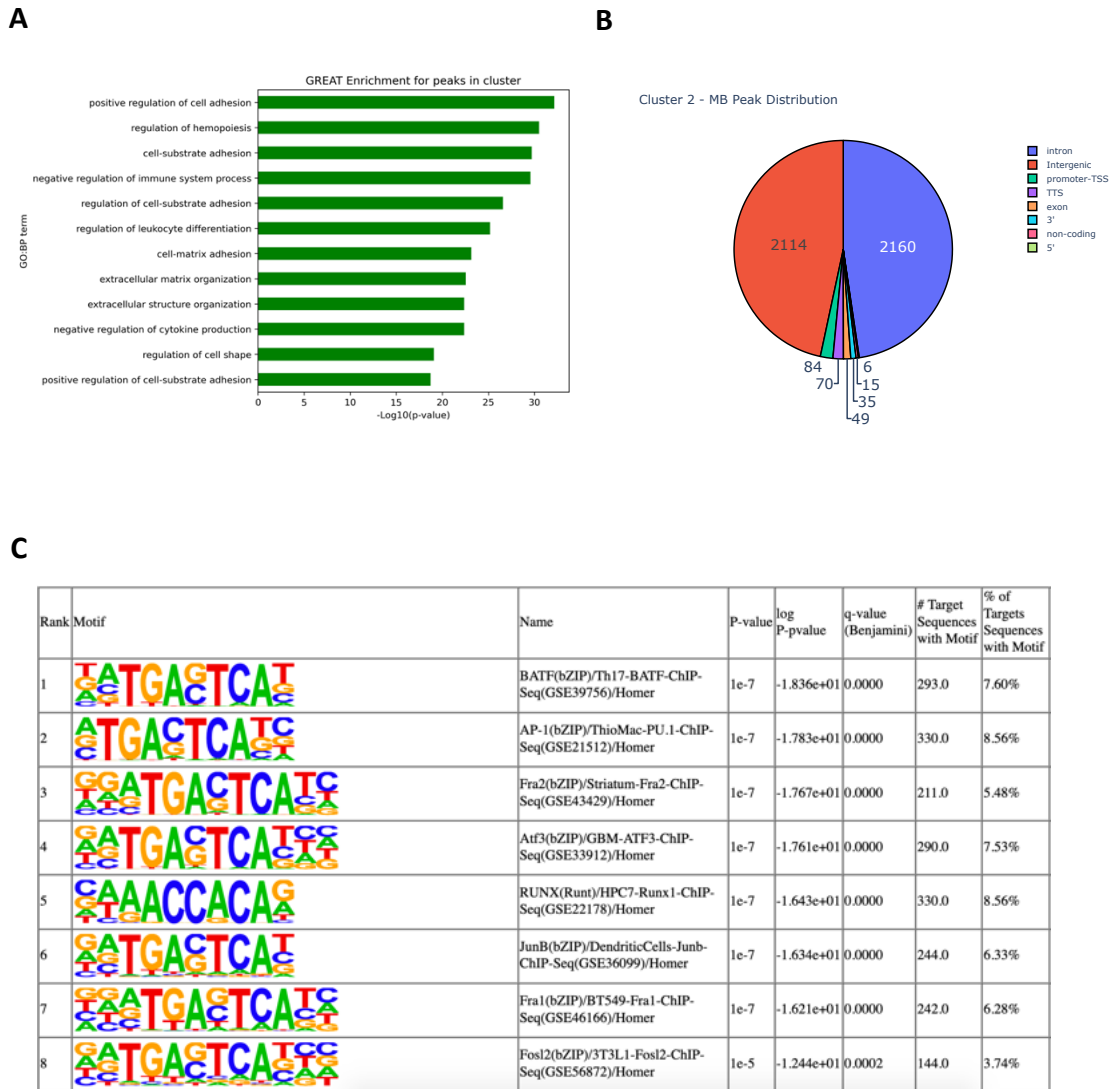 A
B
GREAT Enrichment for peaks in cluster
GO:BP term
positive regulation of cell adhesion
regulation of hemopoiesis
cell-substrate adhesion
negative regulation of immune system process
regulation of cell-substrate adhesion
regulation of leukocyte differentiation
cell-matrix adhesion
extracellular matrix organization
extracellular structure organization
negative regulation of cytokine production
regulation of cell shape
positive regulation of cell-substrate adhesion
0 5 10 15 20 25 30
-Log10(p-value)
Cluster 2 - MB Peak Distribution
2114
2160
84
70
49
35
15
6
intron
Intergenic
promoter-TSS
TTS
exon
3'
non-coding
5'
C
Rank Motif Name P-value log P-pvalue q-value (Benjamini) # Target Sequences with Motif % of Targets Sequences with Motif
1 BATF(bZIP)/Th17-BATF-ChIP-
Seq(GSE39756)/Homer 1e-7 -1.836e+01 0.0000 293.0 7.60%
2 AP-1(bZIP)/ThioMac-PU.1-ChIP-
Seq(GSE21512)/Homer 1e-7 -1.783e+01 0.0000 330.0 8.56%
3 Fra2(bZIP)/Striatum-Fra2-ChIP-
Seq(GSE43429)/Homer 1e-7 -1.767e+01 0.0000 211.0 5.48%
4 Atf3(bZIP)/GBM-ATF3-ChIP-
Seq(GSE33912)/Homer 1e-7 -1.761e+01 0.0000 290.0 7.53%
5 RUNX(Runt)/HPC7-Runx1-ChIP-
Seq(GSE22178)/Homer 1e-7 -1.643e+01 0.0000 330.0 8.56%
6 JunB(bZIP)/DendriticCells-Junb-
ChIP-Seq(GSE36099)/Homer 1e-7 -1.634e+01 0.0000 244.0 6.33%
7 Fra1(bZIP)/BT549-Fra1-ChIP-
Seq(GSE46166)/Homer 1e-7 -1.621e+01 0.0000 242.0 6.28%
8 Fosl2(bZIP)/3T3L1-Fosl2-ChIP-
Seq(GSE56872)/Homer 1e-5 -1.244e+01 0.0002 144.0 3.74%